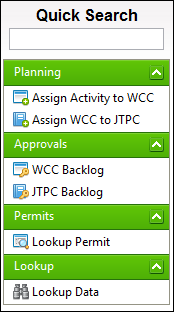 Quick Search
Planning
Assign Activity to WCC
Assign WCC to JTPC
Approvals
WCC Backlog
JTPC Backlog
Permits
Lookup Permit
Lookup
Lookup Data